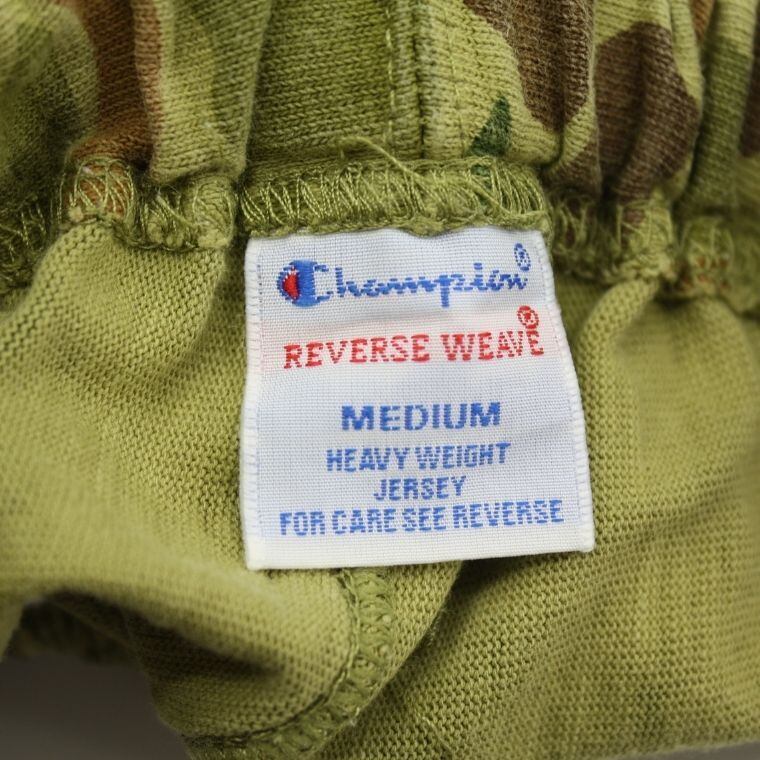 Champion®
REVERSE WEAVE®
MEDIUM
HEAVY WEIGHT
JERSEY
FOR CARE SEE REVERSE